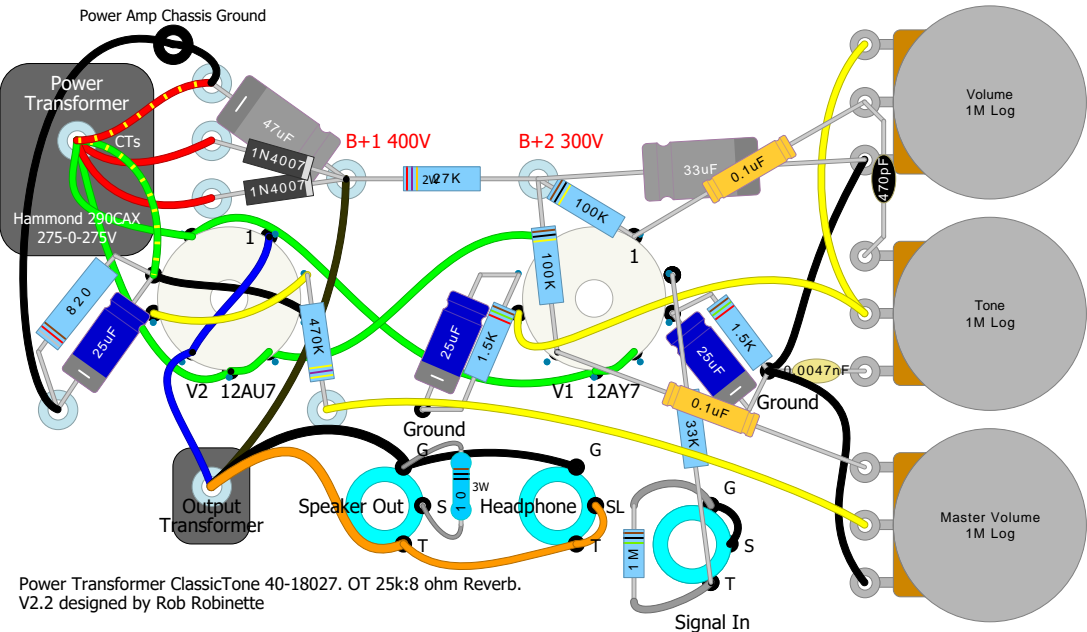 Power Amp Chassis Ground
Power
Transformer
CTs
Hammond 290CAX
275-0-275V
47uF
1N4007
1N4007
B+1 400V
2W 27K
B+2 300V
33uF
0.1uF
470pF
Volume
1M Log
100K
100K
1
1
820
25uF
470K
25uF
1.5K
25uF
1.5K
Tone
1M Log
0.0047nF
V2 12AU7
V1 12AY7
Ground
Ground
0.1uF
33K
Output
Transformer
Speaker Out
G
S
T
10
3W
Headphone
G
SL
T
1M
G
S
T
Signal In
Master Volume
1M Log
Power Transformer ClassicTone 40-18027. OT 25k:8 ohm Reverb.
V2.2 designed by Rob Robinette